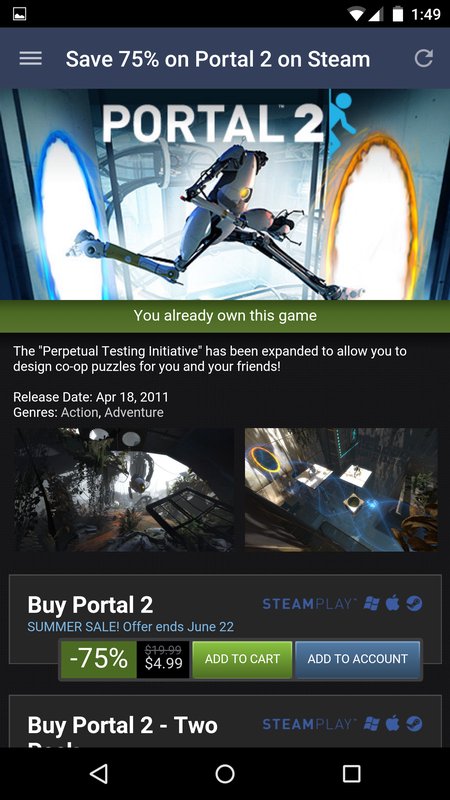 1:49
Save 75% on Portal 2 on Steam
PORTAL™ 2
You already own this game
The "Perpetual Testing Initiative" has been expanded to allow you to
design co-op puzzles for you and your friends!
Release Date: Apr 18, 2011
Genres: Action, Adventure
Buy Portal 2
STEAMPLAY™
SUMMER SALE! Offer ends June 22
-75%
$19.99
$4.99
ADD TO CART
ADD TO ACCOUNT
Buy Portal 2 - Two
STEAMPLAY™